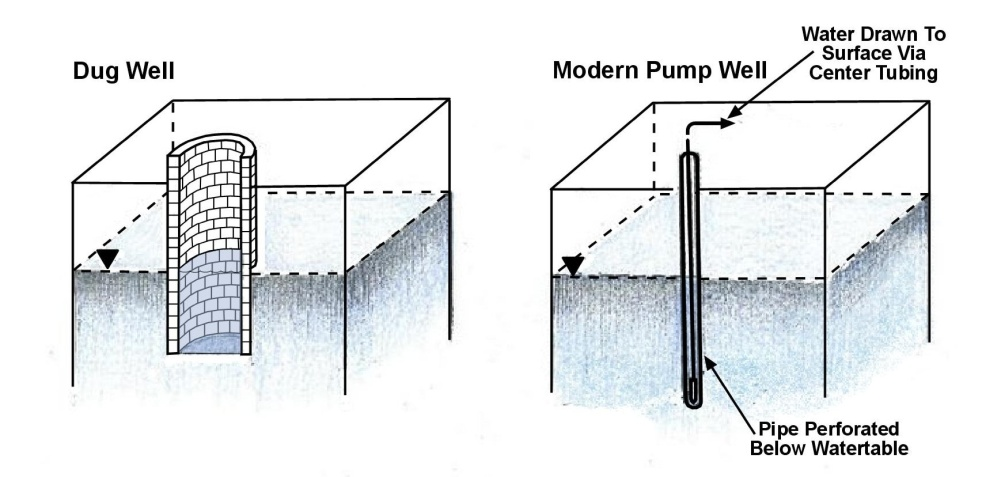 Dug Well
Modern Pump Well
Water Drawn To
Surface Via
Center Tubing
Pipe Perforated
Below Watertable